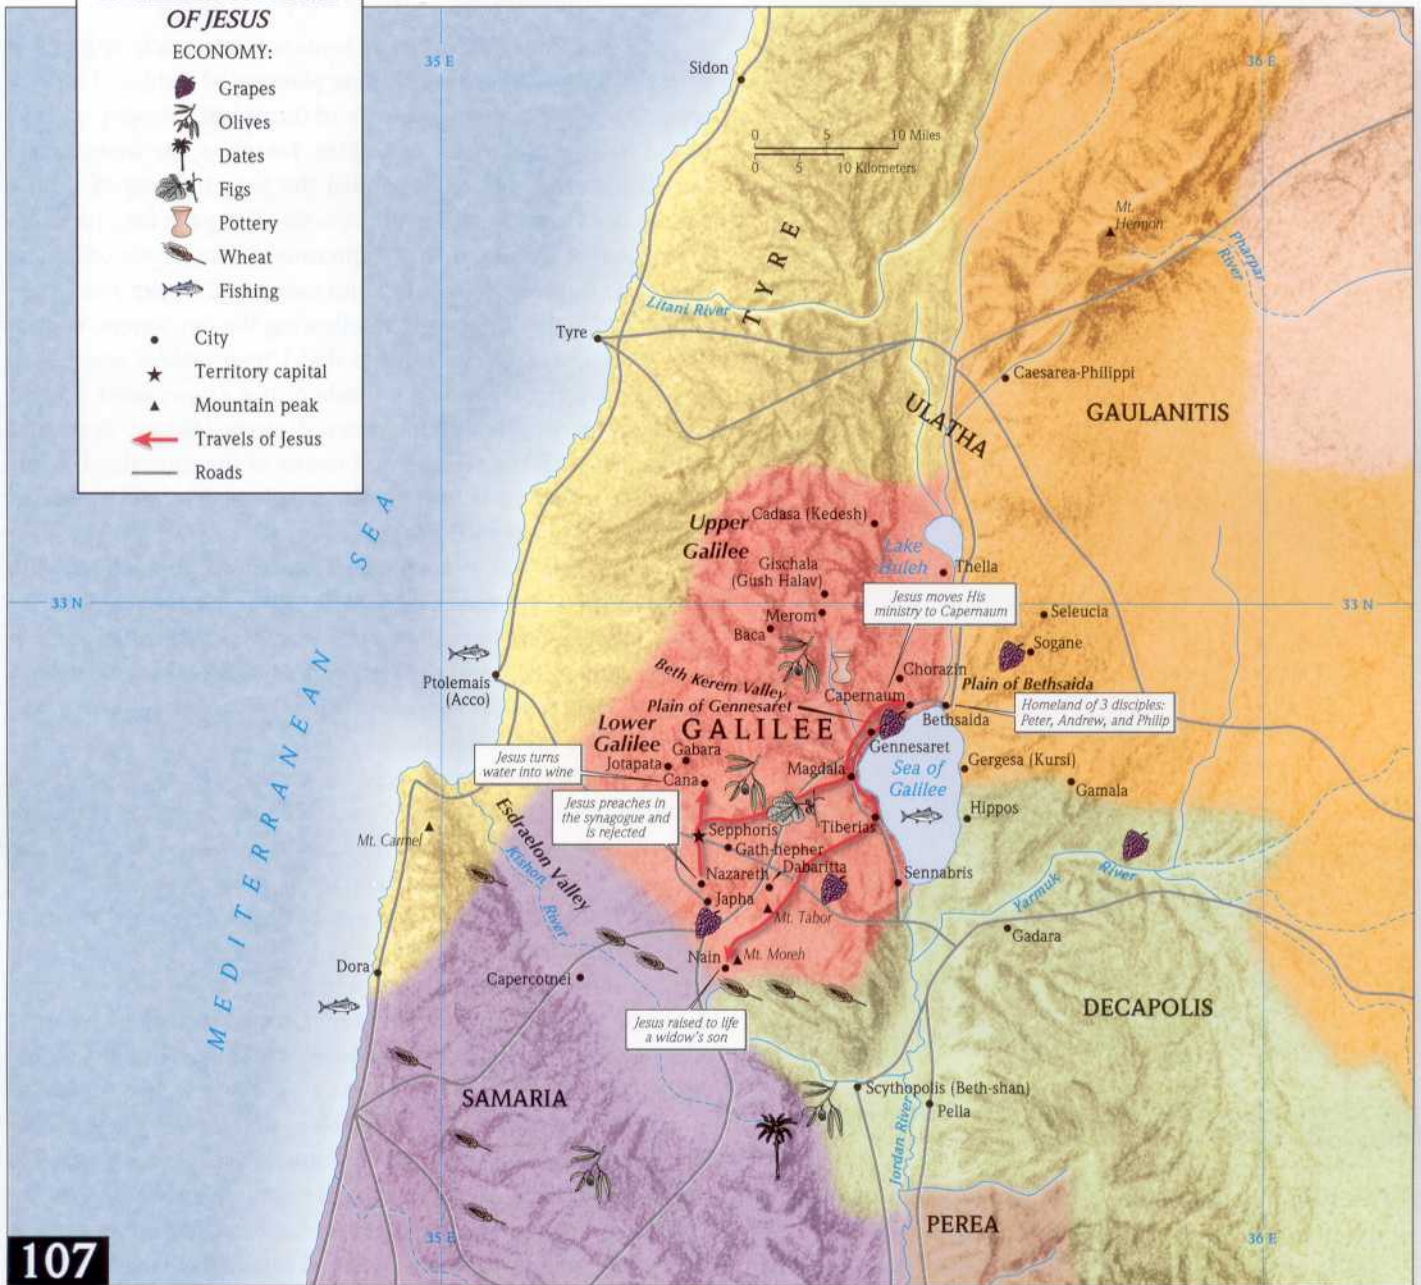 OF JESUS
ECONOMY:
Grapes
Olives
Dates
Figs
Pottery
Wheat
Fishing
City
Territory capital
Mountain peak
Travels of Jesus
Roads
35 E
36 E
Sidon
0 5 10 Miles
0 5 10 Kilometers
Mt.
Hermon
Pharpar
River
TYRE
Litani River
Tyre
Caesarea-Philippi
GAULANITIS
ULATHA
MEDITERRANEAN SEA
Upper
Galilee
Cadasa (Kedesh)
Lake
Huleh
Gischala
(Gush Halav)
Thella
Jesus moves His
ministry to Capernaum
33 N
33 N
Merom
Baca
Seleucia
Sogane
Ptolemais
(Acco)
Beth Kerem Valley
Chorazin
Plain of Bethsaida
Capernaum
Plain of Gennesaret
Bethsaida
Homeland of 3 disciples:
Peter, Andrew, and Philip
Lower
Galilee
GALILEE
Gennesaret
Gabara
Jotapata
Jesus turns
water into wine
Cana
Magdala
Sea of
Galilee
Gergesa (Kursi)
Gamala
Hippos
Jesus preaches in
the synagogue and
is rejected
Sepphoris
Tiberias
Mt. Carmel
Esdraelon Valley
Kishon
River
Gath-hepher
Dabaritta
Nazareth
Sennabris
Japha
Mt. Tabor
Yarmuk
River
Gadara
Nain
Mt. Moreh
Dora
Capercotnei
DECAPOLIS
Jesus raised to life
a widow's son
SAMARIA
Scythopolis (Beth-shan)
Pella
Jordan River
PEREA
35 E
36 E
107